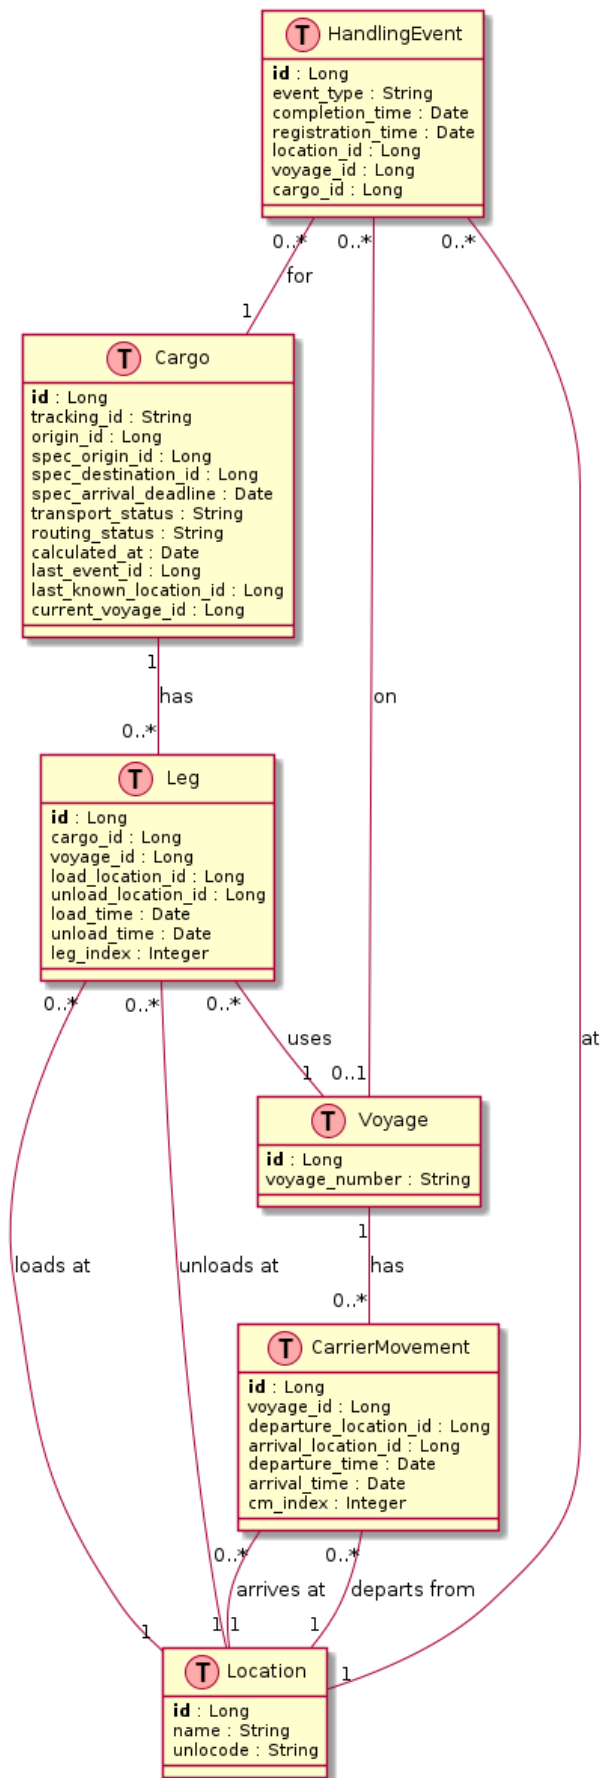 T HandlingEvent
id : Long
event_type : String
completion_time : Date
registration_time : Date
location_id : Long
voyage_id : Long
cargo_id : Long
0..* 0..* 0..*
for
1
T Cargo
id : Long
tracking_id : String
origin_id : Long
spec_origin_id : Long
spec_destination_id : Long
spec_arrival_deadline : Date
transport_status : String
routing_status : String
calculated_at : Date
last_event_id : Long
last_known_location_id : Long
current_voyage_id : Long
1
has on
0..*
T Leg
id : Long
cargo_id : Long
voyage_id : Long
load_location_id : Long
unload_location_id : Long
load_time : Date
unload_time : Date
leg_index : Integer
0..* 0..* 0..*
uses at
1 0..1
T Voyage
id : Long
voyage_number : String
1
loads at unloads at has
0..*
T CarrierMovement
id : Long
voyage_id : Long
departure_location_id : Long
arrival_location_id : Long
departure_time : Date
arrival_time : Date
cm_index : Integer
0..* 0..*
arrives at departs from
1 1 1 1
1
T Location
id : Long
name : String
unlocode : String